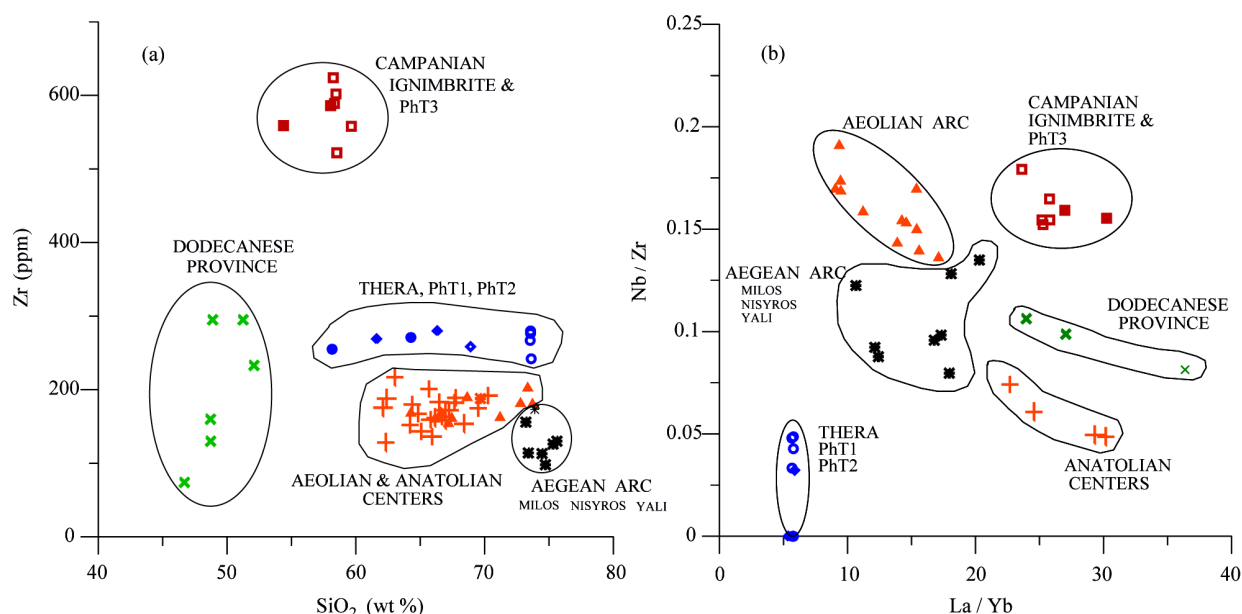 (a)
CAMPANIAN
IGNIMBRITE &
PhT3
600
Zr (ppm)
400
DODECANESE
PROVINCE
THERA, PhT1, PhT2
200
AEOLIAN & ANATOLIAN
CENTERS
AEGEAN ARC
MILOS NISYROS YALI
0
40
50
60
70
80
SiO₂ (wt %)
0.25
(b)
0.2
AEOLIAN ARC
CAMPANIAN
IGNIMBRITE &
PhT3
0.15
Nb / Zr
AEGEAN ARC
MILOS
NISYROS
YALI
0.1
DODECANESE
PROVINCE
0.05
THERA
PhT1
PhT2
ANATOLIAN
CENTERS
0
0
10
20
30
40
La / Yb